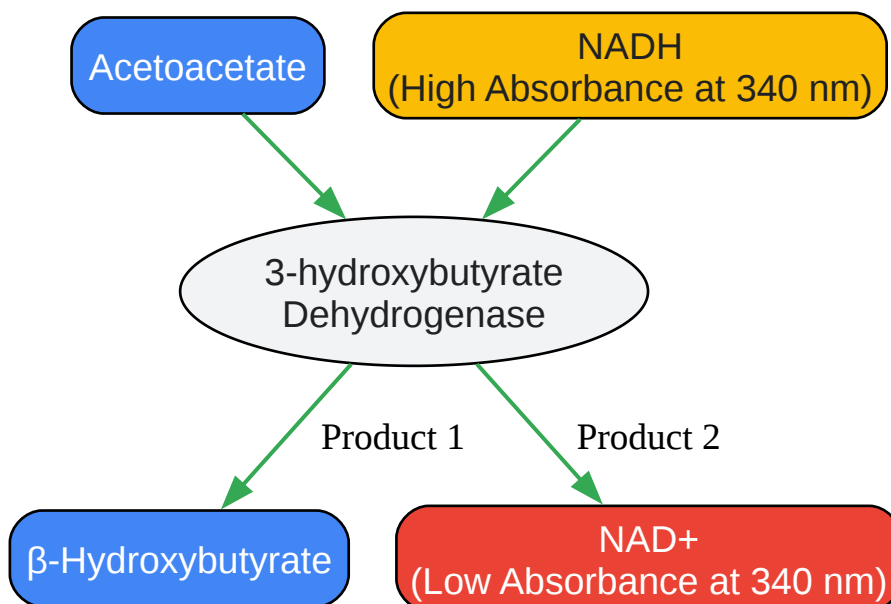 Acetoacetate
NADH
(High Absorbance at 340 nm)
3-hydroxybutyrate
Dehydrogenase
Product 1
Product 2
β-Hydroxybutyrate
NAD+
(Low Absorbance at 340 nm)